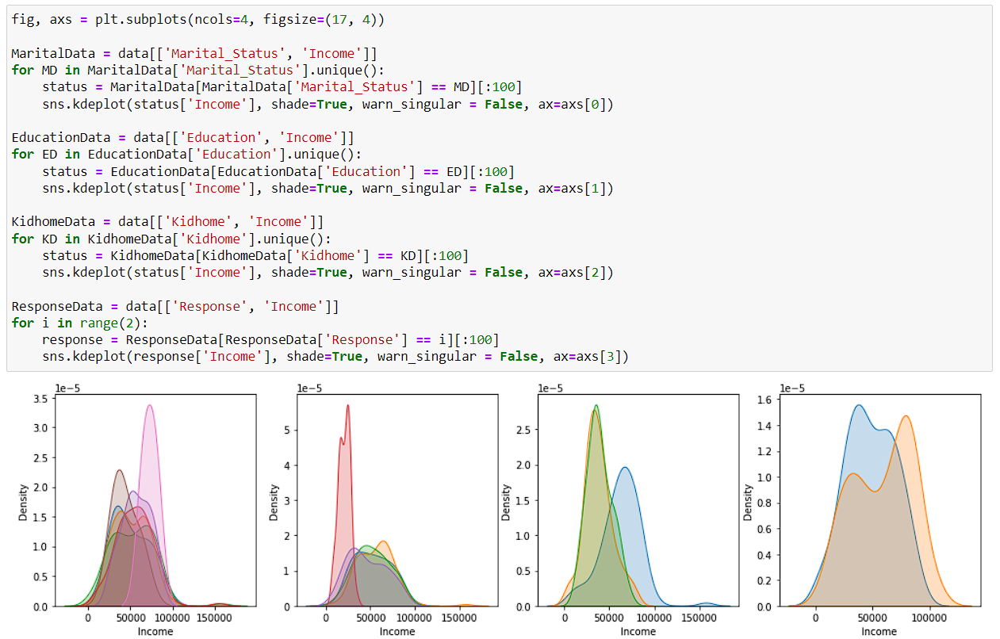 fig, axs = plt.subplots(ncols=4, figsize=(17, 4))
MaritalData = data[['Marital_Status', 'Income']]
for MD in MaritalData['Marital_Status'].unique():
    status = MaritalData[MaritalData['Marital_Status'] == MD][:100]
    sns.kdeplot(status['Income'], shade=True, warn_singular = False, ax=axs[0])
EducationData = data[['Education', 'Income']]
for ED in EducationData['Education'].unique():
    status = EducationData[EducationData['Education'] == ED][:100]
    sns.kdeplot(status['Income'], shade=True, warn_singular = False, ax=axs[1])
KidhomeData = data[['Kidhome', 'Income']]
for KD in KidhomeData['Kidhome'].unique():
    status = KidhomeData[KidhomeData['Kidhome'] == KD][:100]
    sns.kdeplot(status['Income'], shade=True, warn_singular = False, ax=axs[2])
ResponseData = data[['Response', 'Income']]
for i in range(2):
    response = ResponseData[ResponseData['Response'] == i][:100]
    sns.kdeplot(response['Income'], shade=True, warn_singular = False, ax=axs[3])
1e-5
3.5
3.0
2.5
2.0
1.5
1.0
0.5
0.0
Density
0 50000 100000 150000
Income
1e-5
5
4
3
2
1
0
Density
0 50000 100000 150000
Income
1e-5
2.5
2.0
1.5
1.0
0.5
0.0
Density
0 50000 100000 150000
Income
1e-5
1.6
1.4
1.2
1.0
0.8
0.6
0.4
0.2
0.0
Density
0 50000 100000
Income